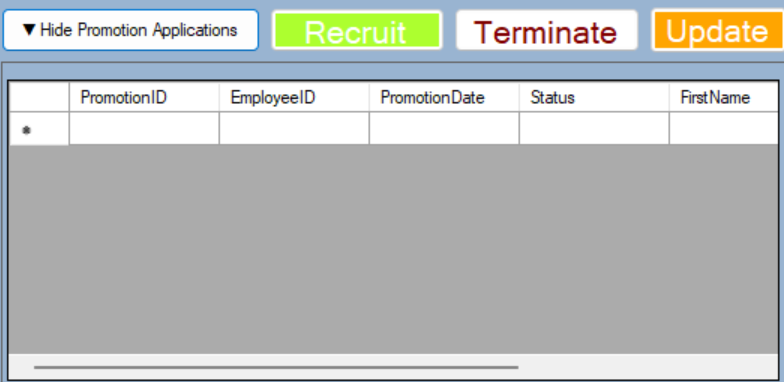 ▼ Hide Promotion Applications Recruit Terminate Update
PromotionID EmployeeID PromotionDate Status FirstName
*